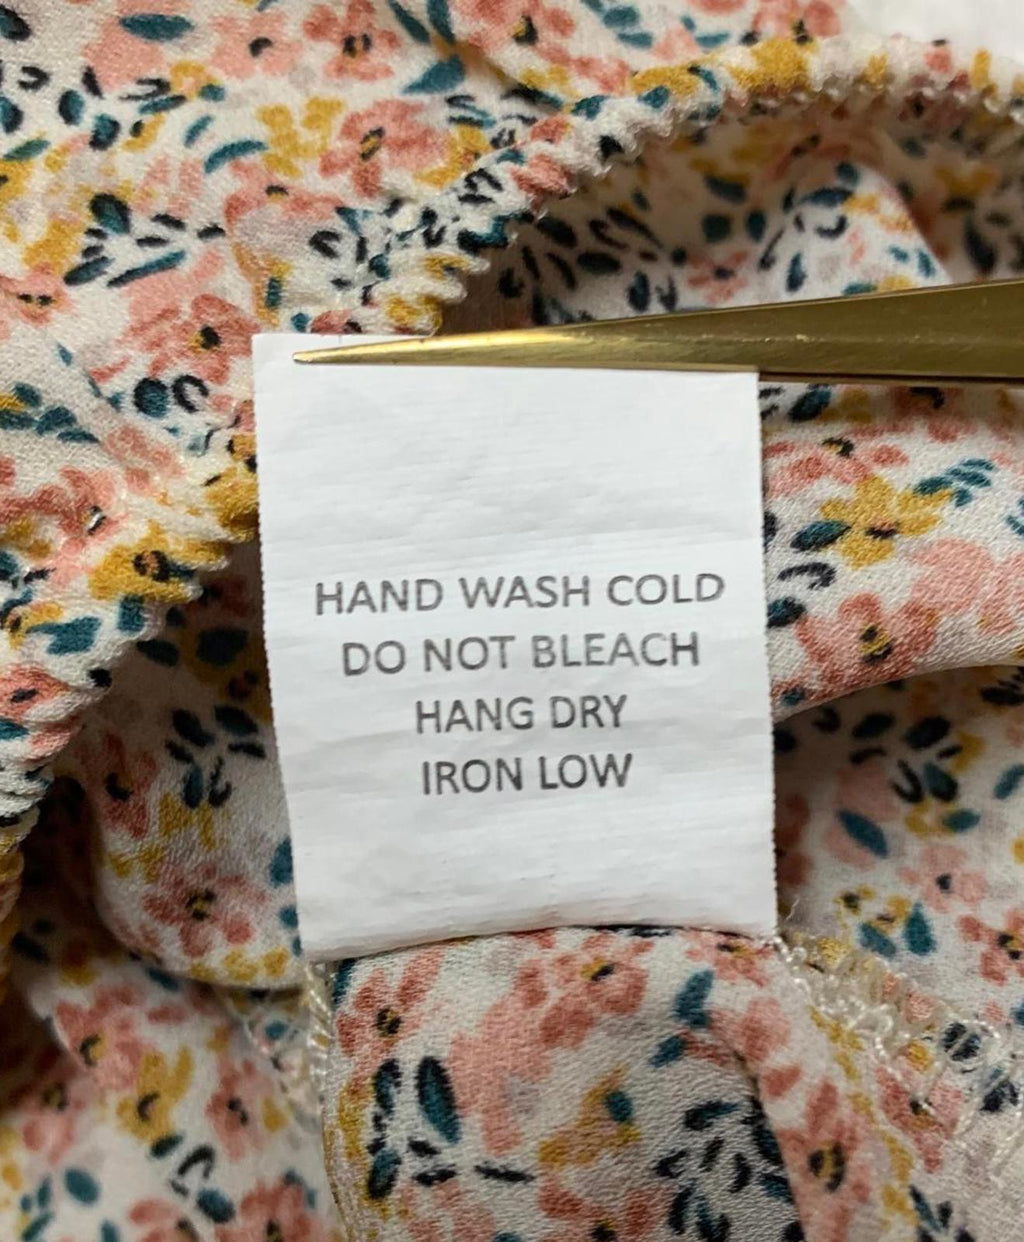 HAND WASH COLD
DO NOT BLEACH
HANG DRY
IRON LOW